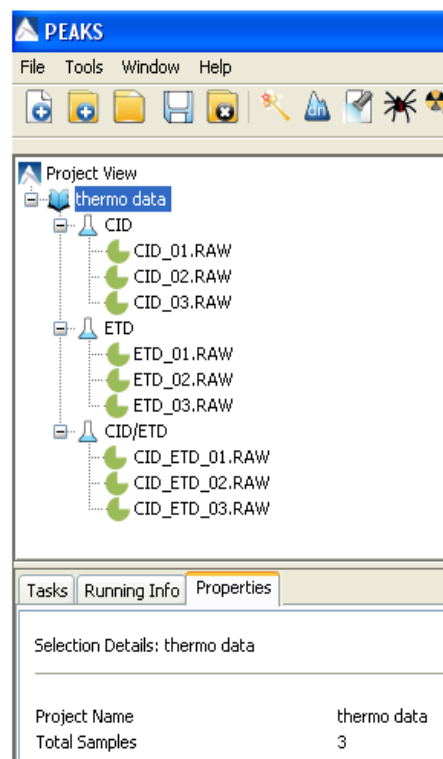 PEAKS
File Tools Window Help
dn
Project View
thermo data
CID
CID_01.RAW
CID_02.RAW
CID_03.RAW
ETD
ETD_01.RAW
ETD_02.RAW
ETD_03.RAW
CID/ETD
CID_ETD_01.RAW
CID_ETD_02.RAW
CID_ETD_03.RAW
Tasks Running Info Properties
Selection Details: thermo data
Project Name thermo data
Total Samples 3